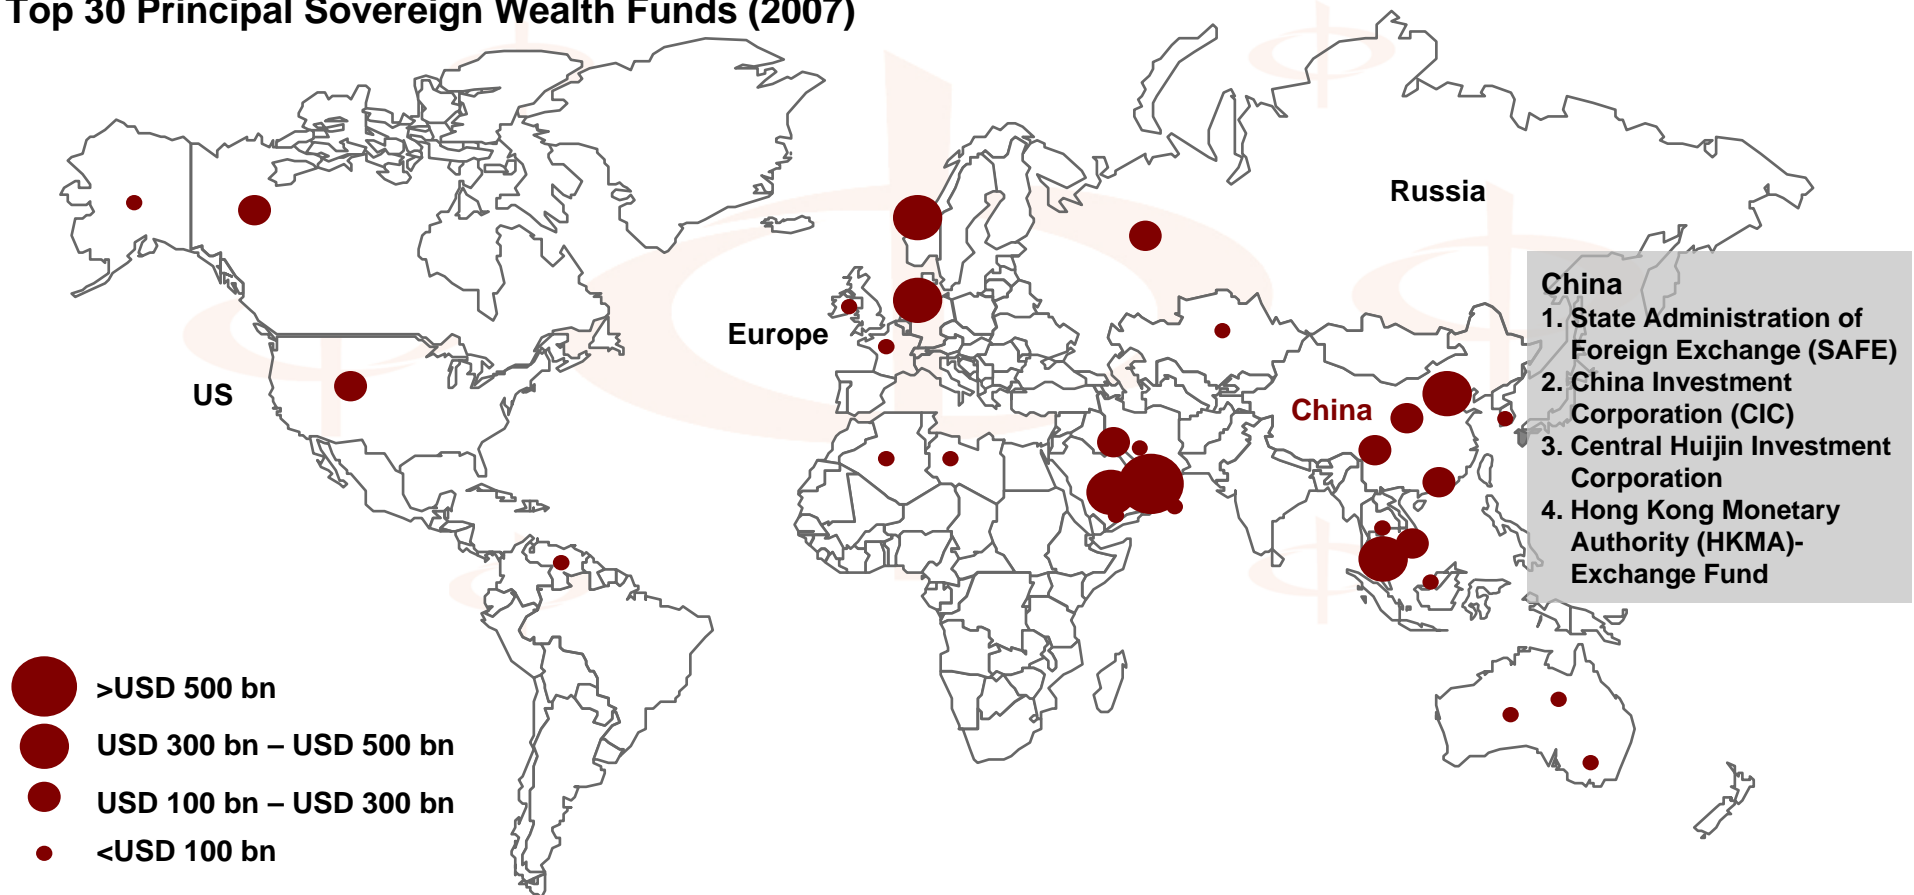 Top 30 Principal Sovereign Wealth Funds (2007)
Russia
Europe
US
China
China
1. State Administration of
Foreign Exchange (SAFE)
2. China Investment
Corporation (CIC)
3. Central Huijin Investment
Corporation
4. Hong Kong Monetary
Authority (HKMA)-
Exchange Fund
>USD 500 bn
USD 300 bn – USD 500 bn
USD 100 bn – USD 300 bn
<USD 100 bn